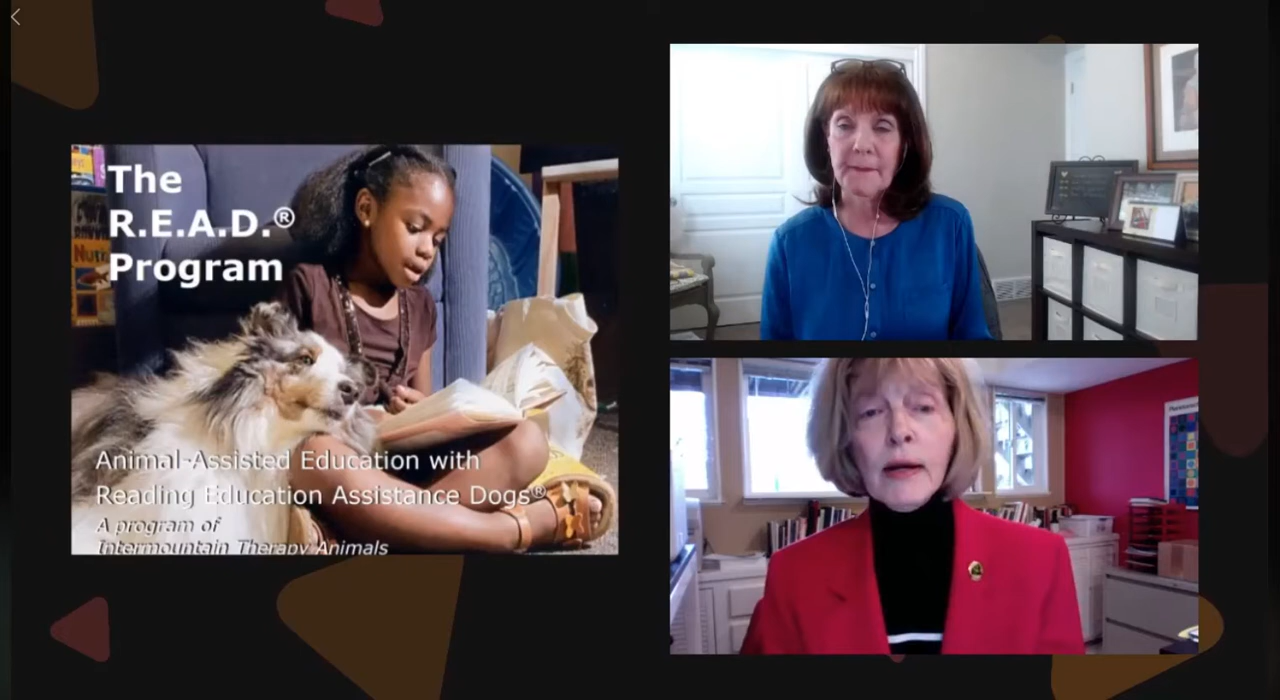 The
R.E.A.D.®
Program
Animal-Assisted Education with
Reading Education Assistance Dogs®
A program of
Intermountain Therapy Animals